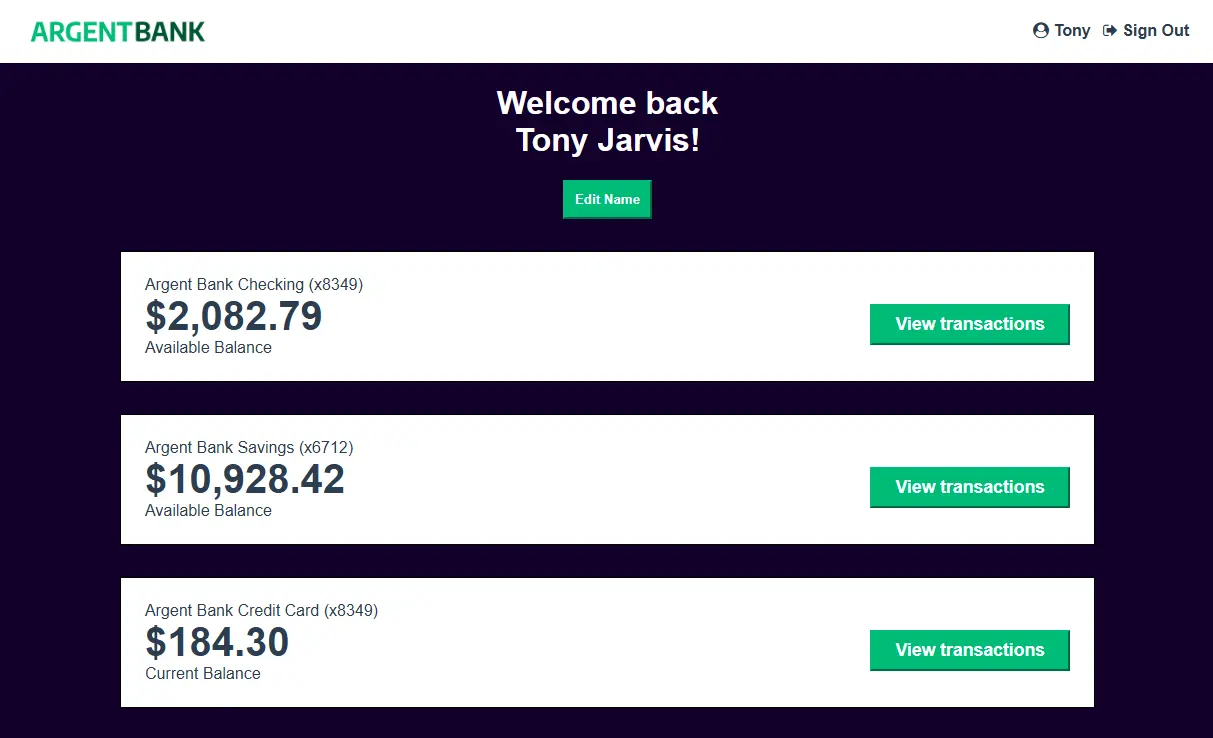 ARGENTBANK
Tony Sign Out
Welcome back
Tony Jarvis!
Edit Name
Argent Bank Checking (x8349)
$2,082.79
Available Balance
View transactions
Argent Bank Savings (x6712)
$10,928.42
Available Balance
View transactions
Argent Bank Credit Card (x8349)
$184.30
Current Balance
View transactions